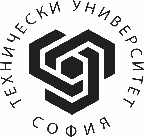 ТЕХНИЧЕСКИ УНИВЕРСИТЕТ
СОФИЯ